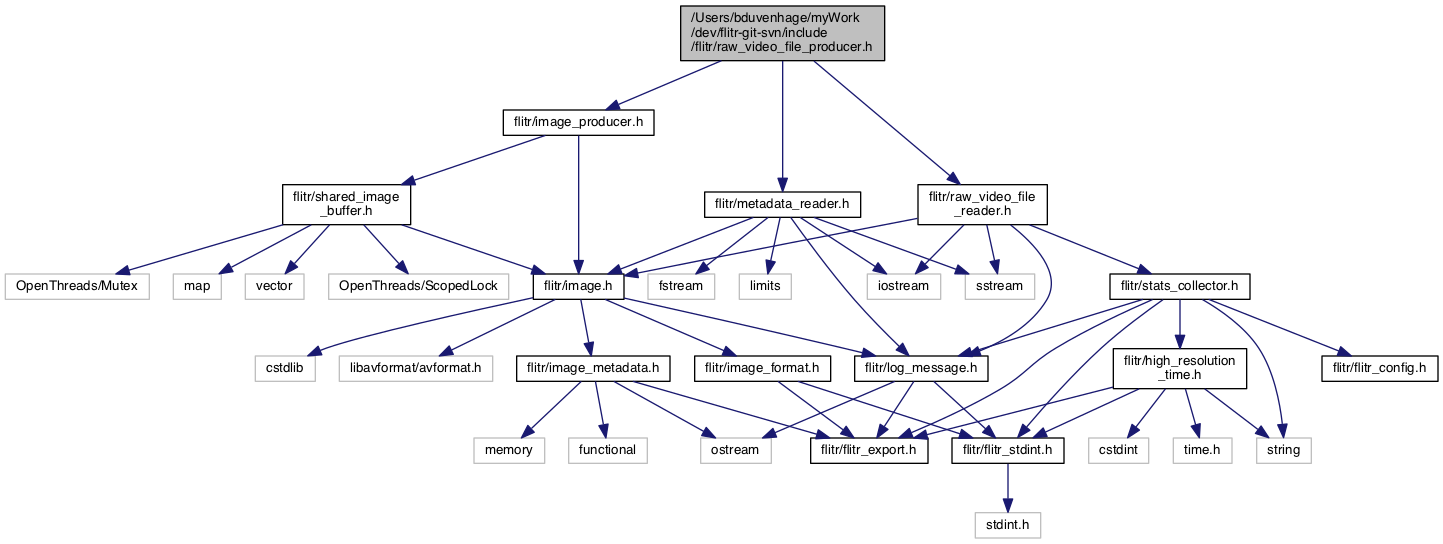 /Users/bduvenhage/myWork
/dev/flitr-git-svn/include
/flitr/raw_video_file_producer.h
flitr/image_producer.h
flitr/shared_image
_buffer.h
flitr/metadata_reader.h
flitr/raw_video_file
_reader.h
OpenThreads/Mutex
map
vector
OpenThreads/ScopedLock
flitr/image.h
fstream
limits
iostream
sstream
flitr/stats_collector.h
cstdlib
libavformat/avformat.h
flitr/image_metadata.h
flitr/image_format.h
flitr/log_message.h
flitr/high_resolution
_time.h
flitr/flitr_config.h
memory
functional
ostream
flitr/flitr_export.h
flitr/flitr_stdint.h
cstdint
time.h
string
stdint.h